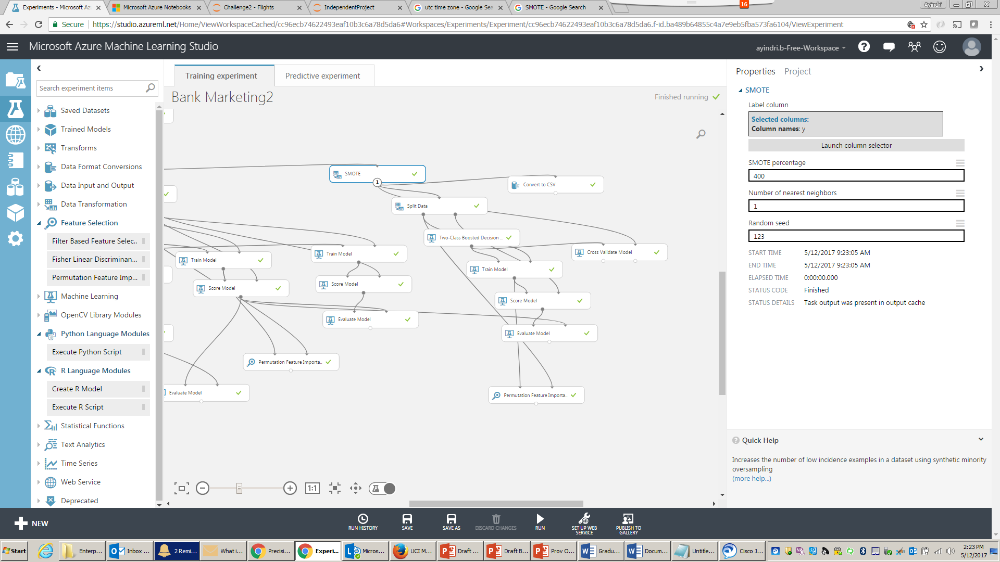 Experiments - Microsoft Az
Microsoft Azure Notebooks
Challenge2 - Flights
IndependentProject
utc time zone - Google Sea
SMOTE - Google Search
16
Ayindri
Secure
https://studio.azureml.net/Home/ViewWorkspaceCached/cc96ecb74622493eaf10b3c6a78d5da6#Workspaces/Experiments/Experiment/cc96ecb74622493eaf10b3c6a78d5da6.f-id.ba489b64855c4a7e9eb5fba573fa6104/ViewExperiment
Microsoft Azure Machine Learning Studio
ayindri.b-Free-Workspace
Search experiment items
Saved Datasets
Trained Models
Transforms
Data Format Conversions
Data Input and Output
Data Transformation
Feature Selection
Filter Based Feature Selec..
Fisher Linear Discriminan...
Permutation Feature Imp...
Machine Learning
OpenCV Library Modules
Python Language Modules
Execute Python Script
R Language Modules
Create R Model
Execute R Script
Statistical Functions
Text Analytics
Time Series
Web Service
Deprecated
Training experiment
Predictive experiment
Bank Marketing2
Finished running
SMOTE
1
Convert to CSV
Split Data
Two-Class Boosted Decision ...
Cross Validate Model
Train Model
Train Model
Train Model
Score Model
Score Model
Score Model
Evaluate Model
Evaluate Model
Permutation Feature Importa..
Evaluate Model
Permutation Feature Importa..
1:1
Properties
Project
SMOTE
Label column
Selected columns:
Column names: y
Launch column selector
SMOTE percentage
400
Number of nearest neighbors
1
Random seed
123
START TIME 5/12/2017 9:23:05 AM
END TIME 5/12/2017 9:23:05 AM
ELAPSED TIME 0:00:00.000
STATUS CODE Finished
STATUS DETAILS Task output was present in output cache
Quick Help
Increases the number of low incidence examples in a dataset using synthetic minority
oversampling
(more help...)
NEW
RUN HISTORY
SAVE
SAVE AS
DISCARD CHANGES
RUN
SET UP WEB
SERVICE
PUBLISH TO
GALLERY
Start
Enterp...
Inbox ...
2 Remi...
What i...
Precisi...
Experi...
Micros...
UCI M...
Draft ...
Draft B...
Prov O...
Gradu...
Docum...
Untitle...
Cisco J...
2:23 PM
5/12/2017